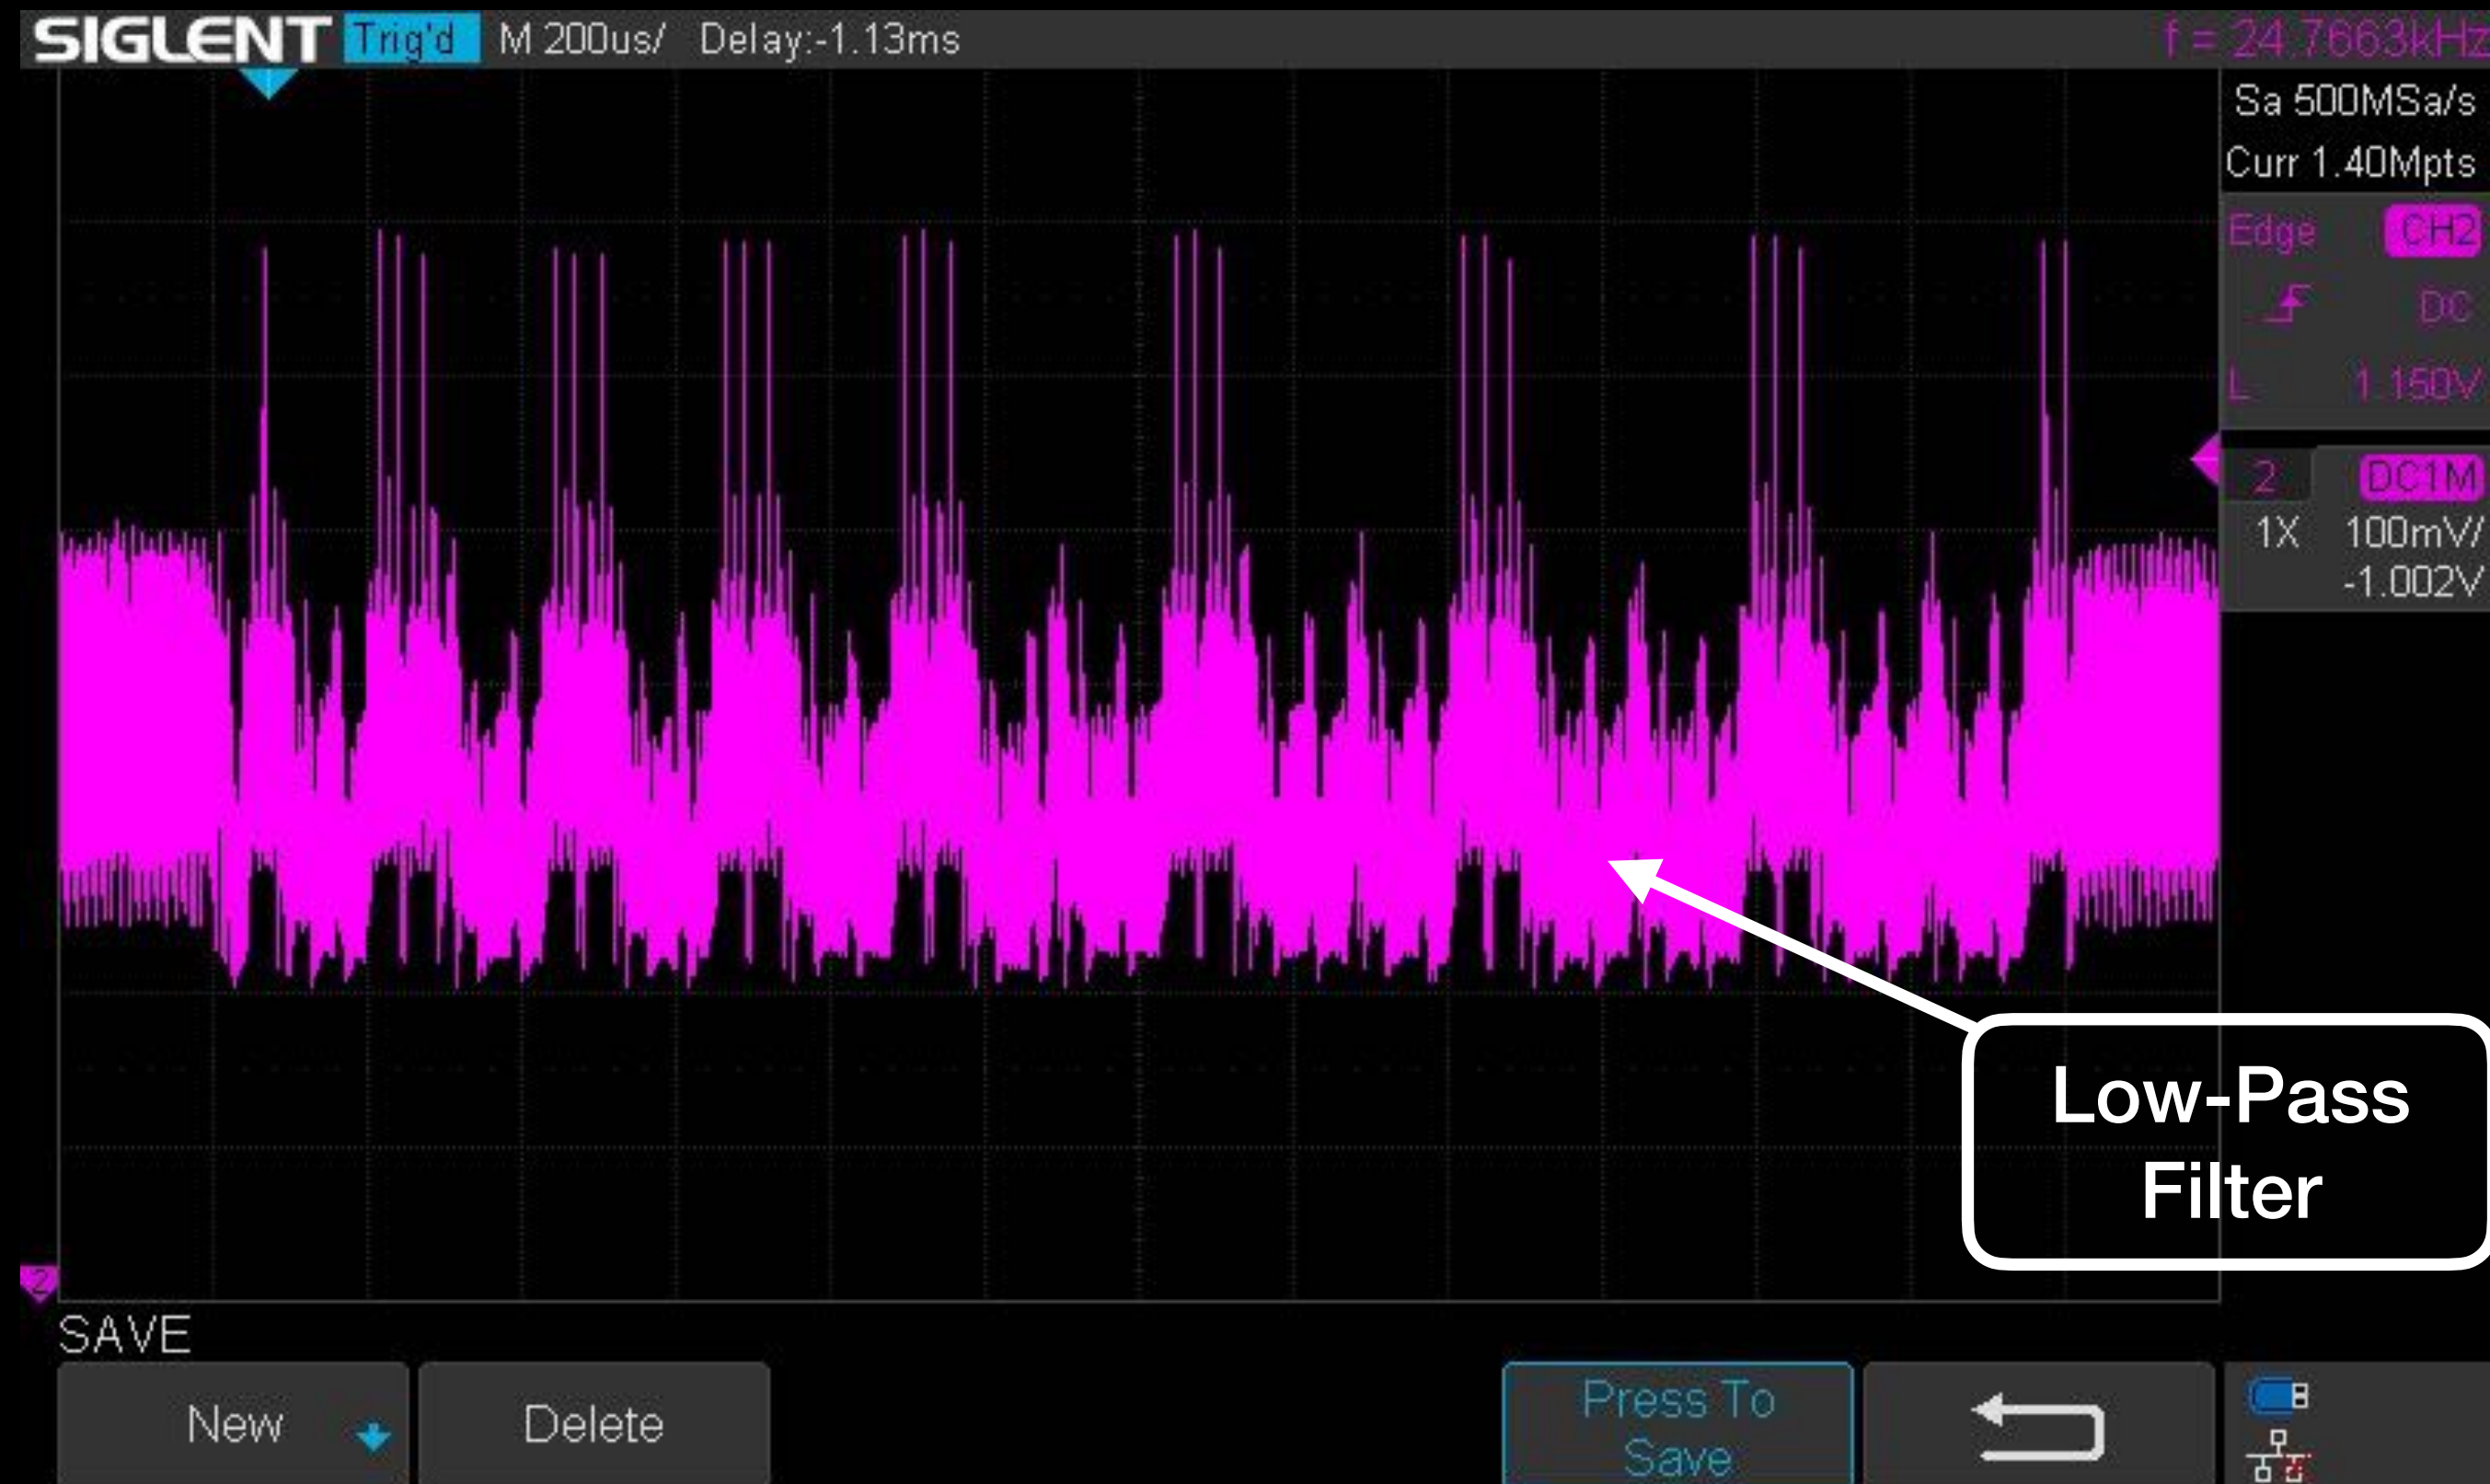 SIGLENT Trig'd M 200us/ Delay:-1.13ms f = 24.7663kHz
Sa 500MSa/s
Curr 1.40Mpts
Edge CH2
DC
L 1.150V
2 DC1M
1X 100mV/
-1.002V
Low-Pass
Filter
2
SAVE
New Delete Press To
Save